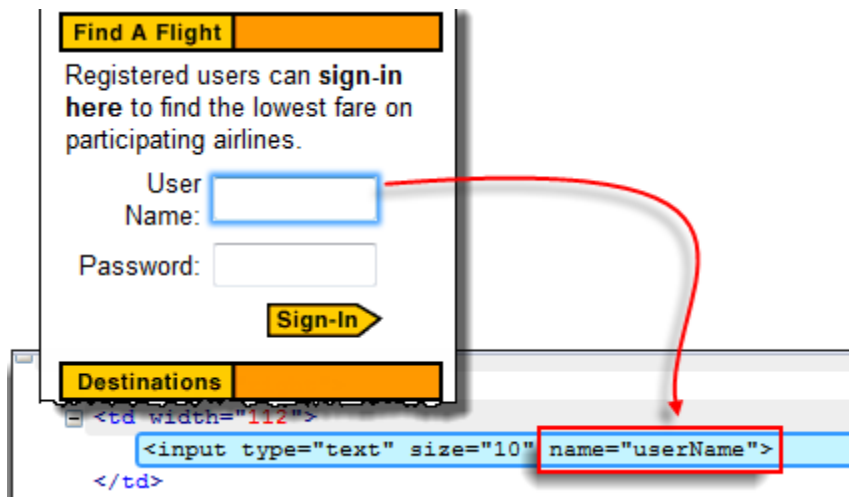 Find A Flight
Registered users can sign-in
here to find the lowest fare on
participating airlines.
User
Name:
Password:
Sign-In
Destinations
<td width="112">
<input type="text" size="10" name="userName">
</td>